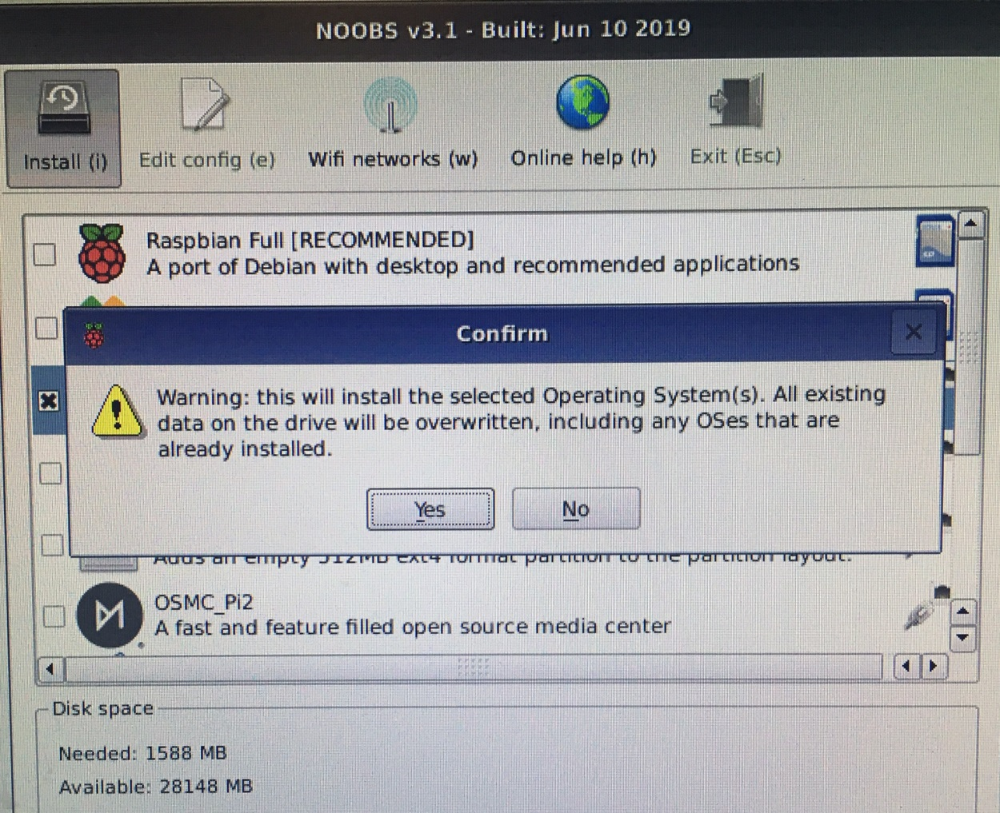 NOOBS v3.1 - Built: Jun 10 2019
Install (i)
Edit config (e)
Wifi networks (w)
Online help (h)
Exit (Esc)
Raspbian Full [RECOMMENDED]
A port of Debian with desktop and recommended applications
Confirm
Warning: this will install the selected Operating System(s). All existing
data on the drive will be overwritten, including any OSes that are
already installed.
Yes
No
Adds an empty 512MB ext4 format partition to the partition layout.
OSMC_Pi2
A fast and feature filled open source media center
Disk space
Needed: 1588 MB
Available: 28148 MB